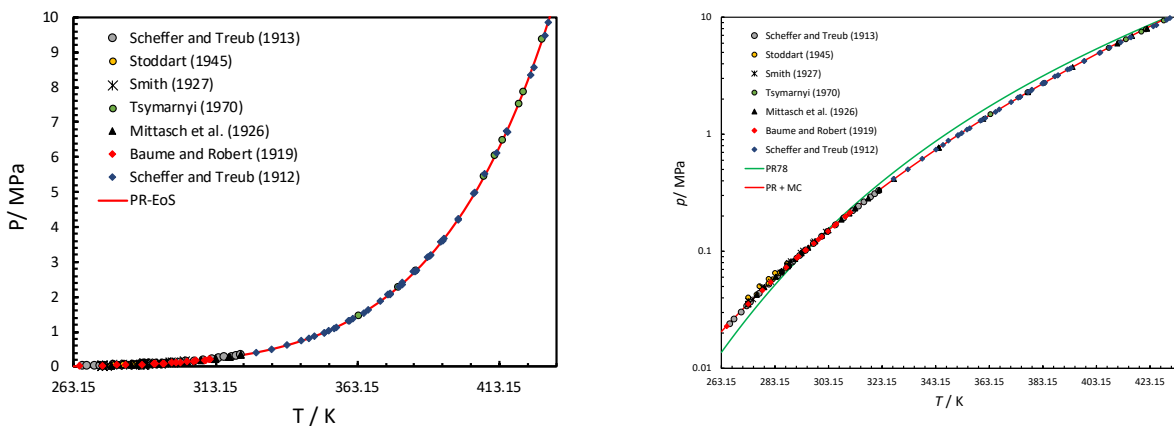 10
9
8
7
6
5
4
3
2
1
0
P/ MPa
Scheffer and Treub (1913)
Stoddart (1945)
Smith (1927)
Tsymarnyi (1970)
Mittasch et al. (1926)
Baume and Robert (1919)
Scheffer and Treub (1912)
PR-EoS
263.15 313.15 363.15 413.15
T / K
10
1
0.1
0.01
p/ MPa
Scheffer and Treub (1913)
Stoddart (1945)
Smith (1927)
Tsymarnyi (1970)
Mittasch et al. (1926)
Baume and Robert (1919)
Scheffer and Treub (1912)
PR78
PR + MC
263.15 283.15 303.15 323.15 343.15 363.15 383.15 403.15 423.15
T / K